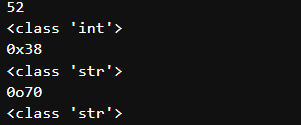 52
<class 'int'>
0x38
<class 'str'>
0o70
<class 'str'>